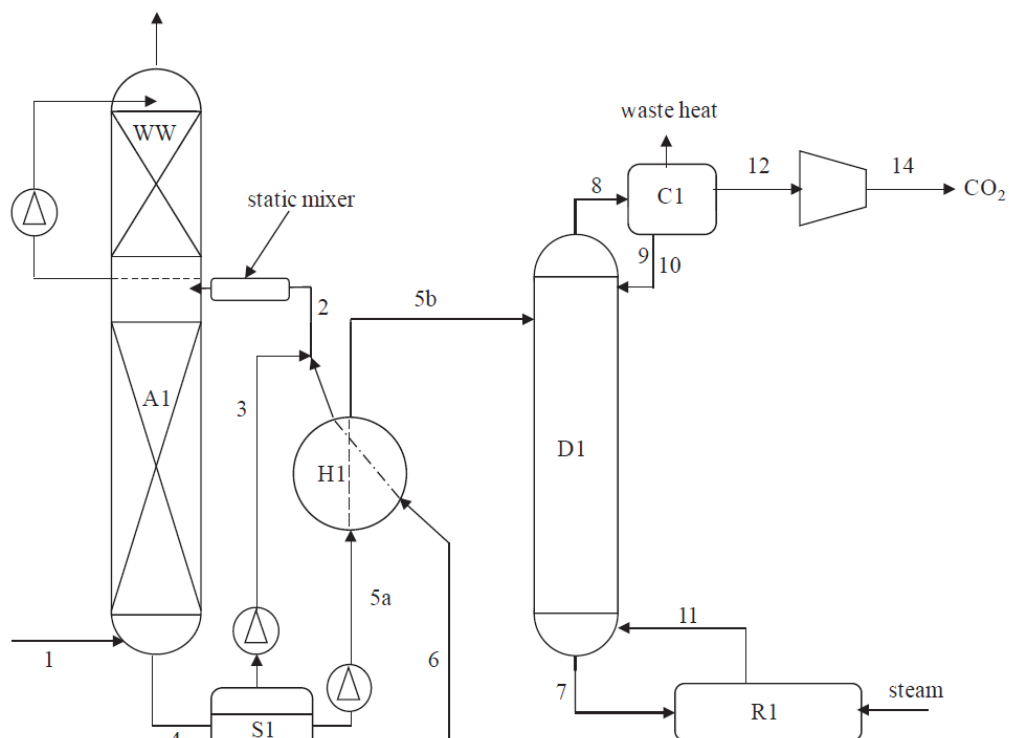 WW
waste heat
12
14
8
C1
CO₂
static mixer
9
10
5b
2
A1
3
H1
D1
5a
11
1
6
7
steam
4
S1
R1